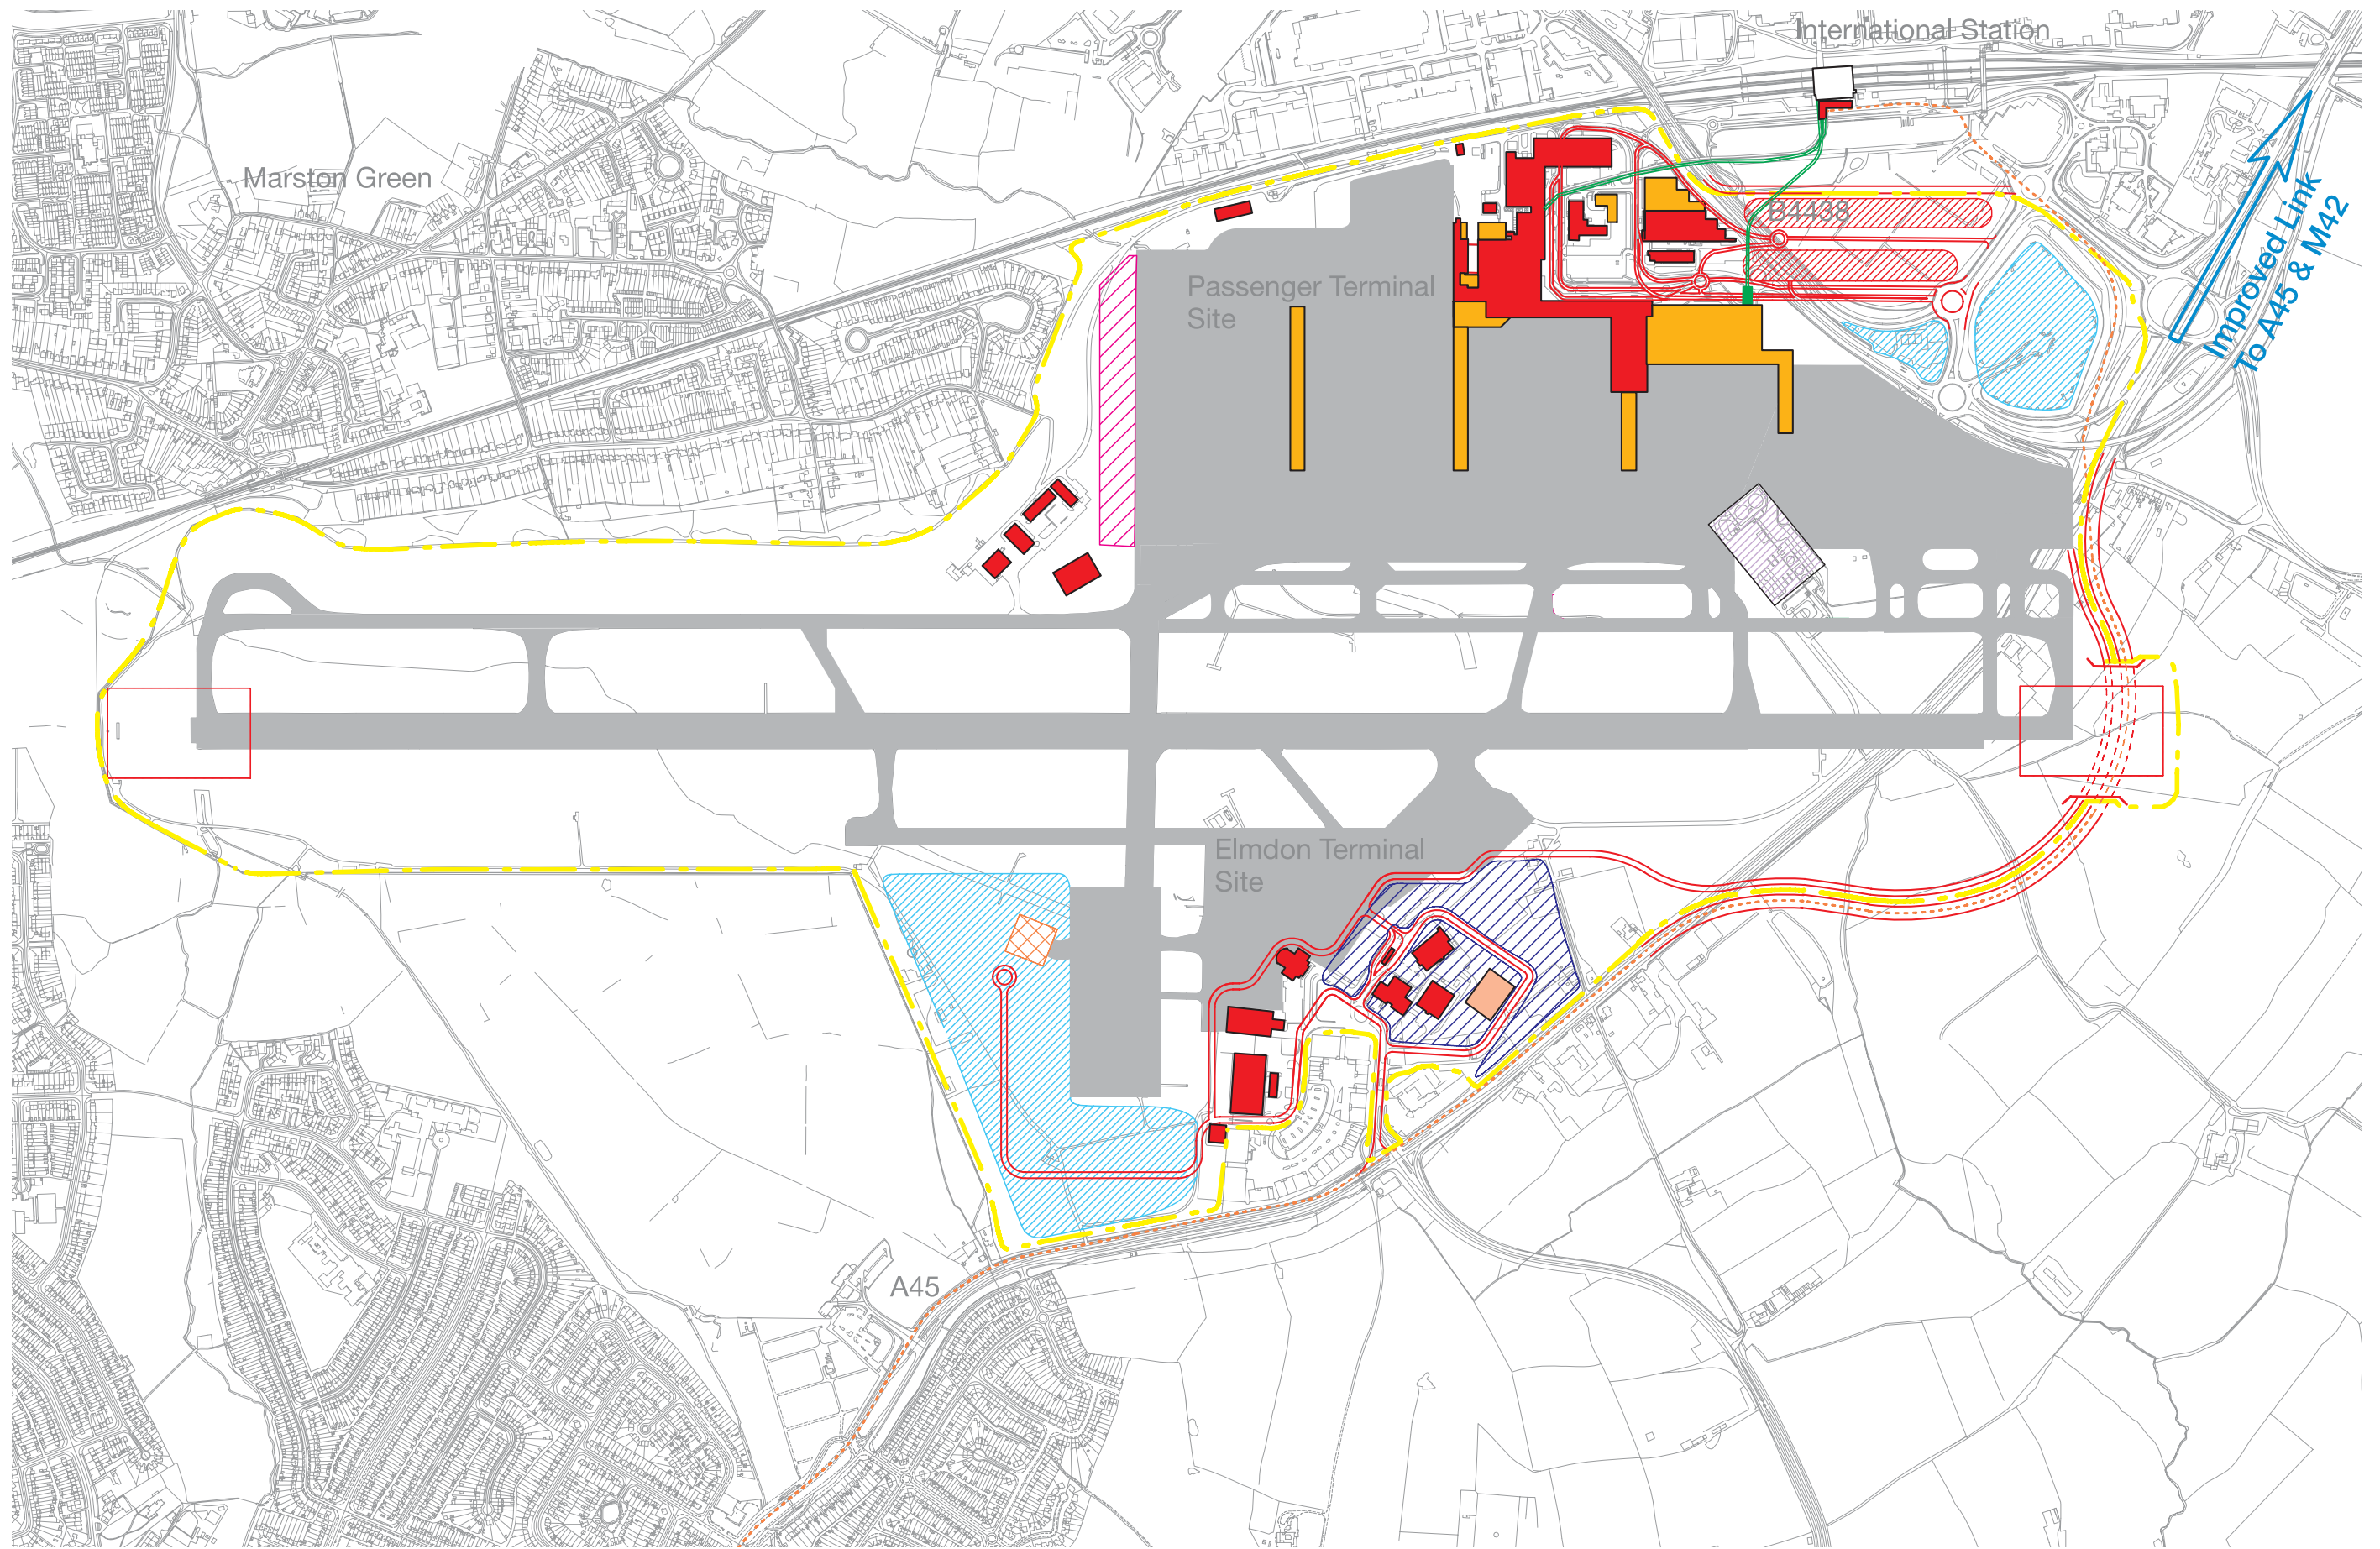 International Station
Marston Green
B4438
Improved Link
To A45 & M42
Passenger Terminal
Site
Elmdon Terminal
Site
A45